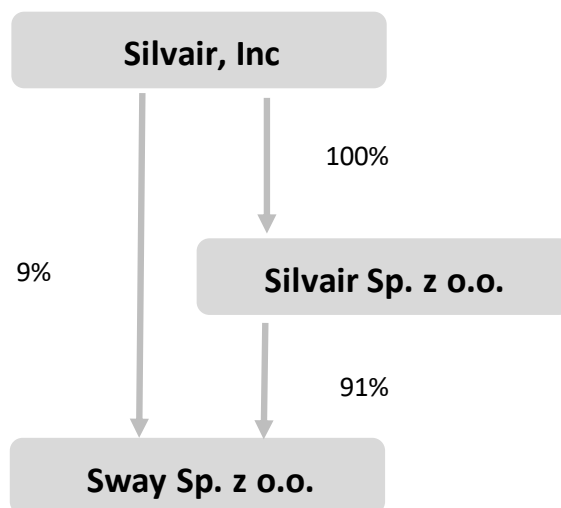 Silvair, Inc
100%
9%
Silvair Sp. z o.o.
91%
Sway Sp. z o.o.